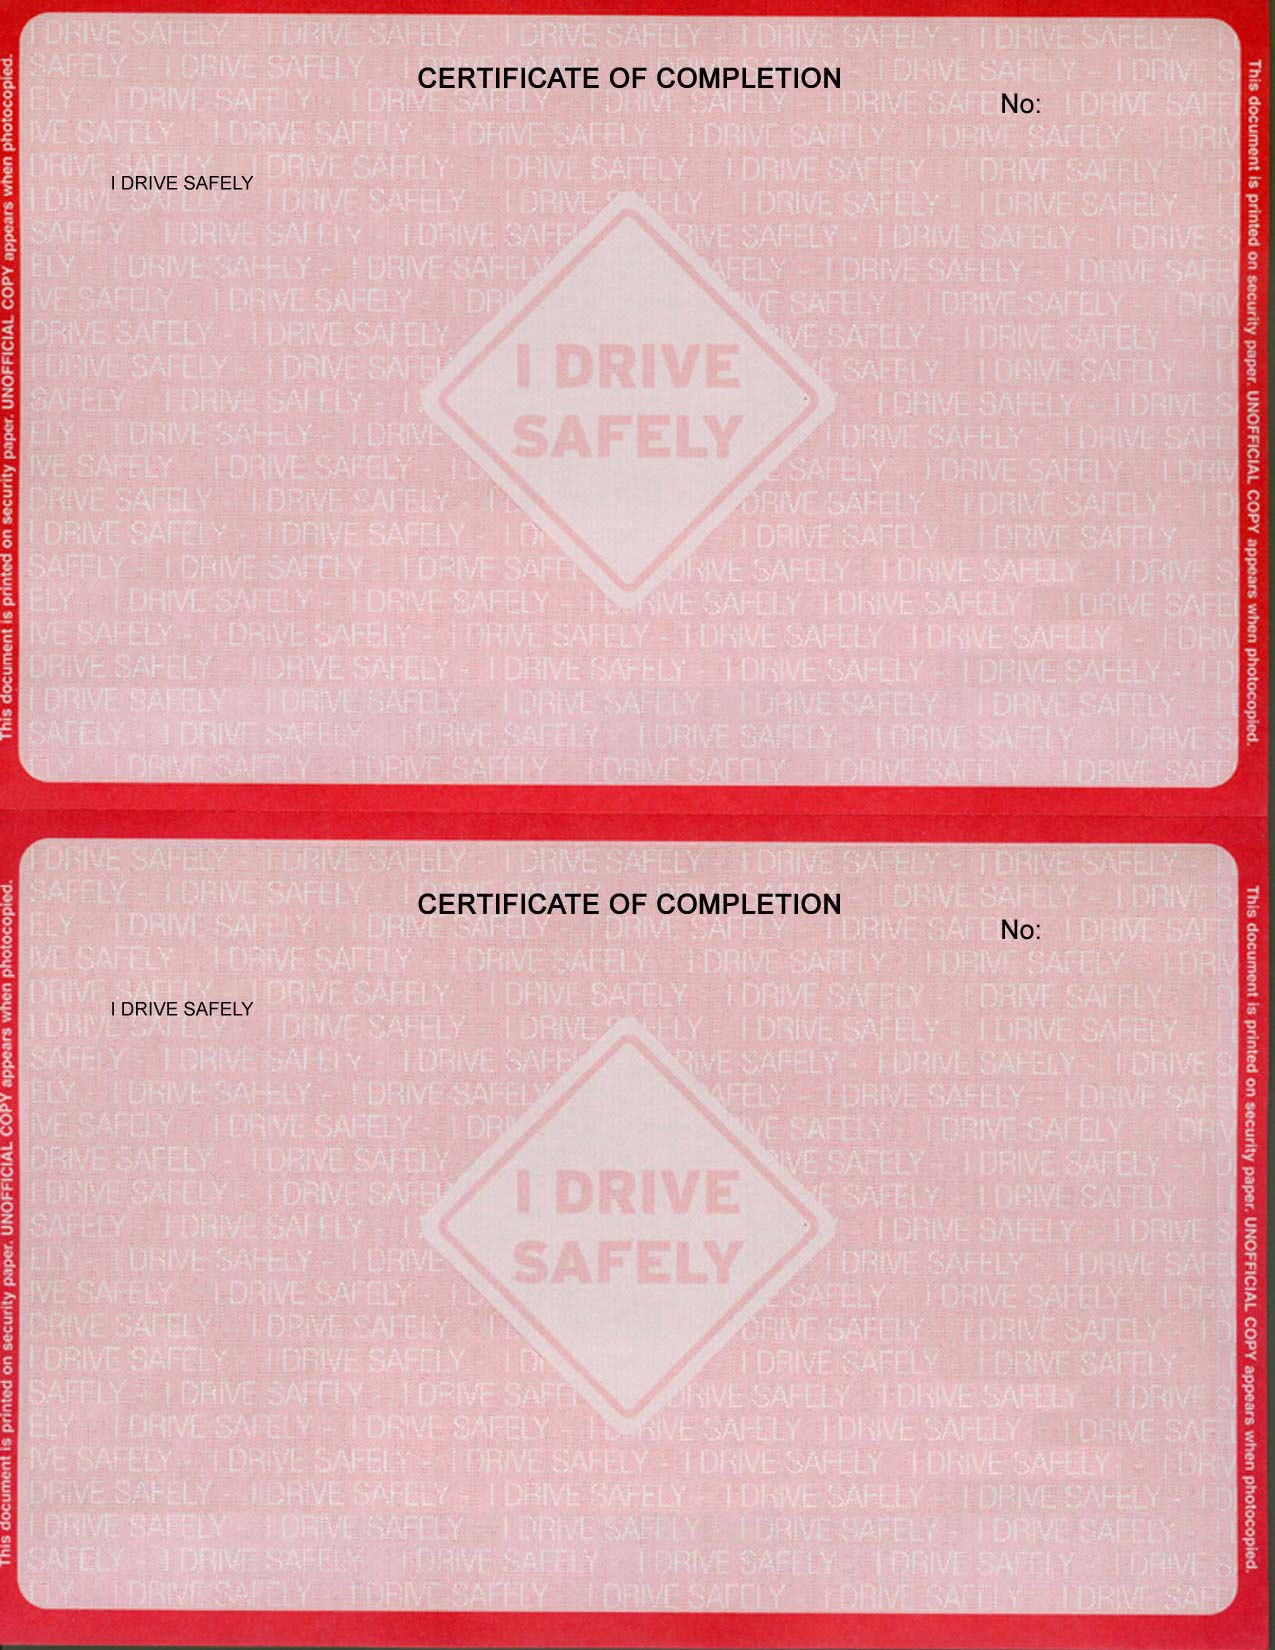 CERTIFICATE OF COMPLETION
No:
I DRIVE SAFELY
I DRIVE
SAFELY
This document is printed on security paper. UNOFFICIAL COPY appears when photocopied.
This document is printed on security paper. UNOFFICIAL COPY appears when photocopied.
CERTIFICATE OF COMPLETION
No:
I DRIVE SAFELY
I DRIVE
SAFELY
This document is printed on security paper. UNOFFICIAL COPY appears when photocopied.
This document is printed on security paper. UNOFFICIAL COPY appears when photocopied.